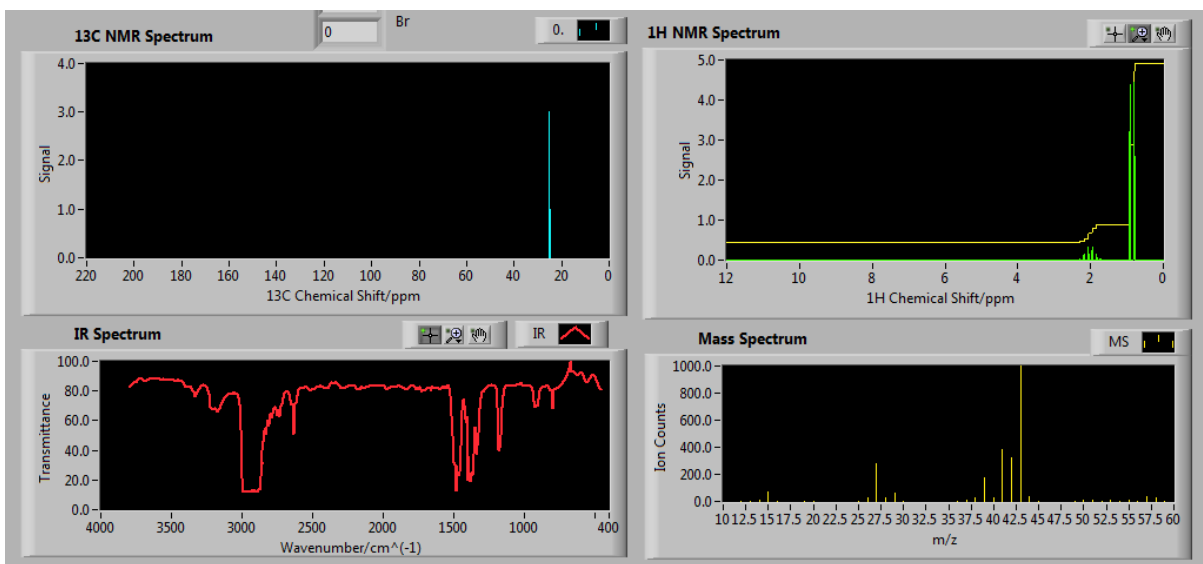 0
Br
13C NMR Spectrum
0.
4.0
3.0
2.0
1.0
0.0
Signal
220 200 180 160 140 120 100 80 60 40 20 0
13C Chemical Shift/ppm
1H NMR Spectrum
5.0
4.0
3.0
2.0
1.0
0.0
Signal
12 10 8 6 4 2 0
1H Chemical Shift/ppm
IR Spectrum
IR
100.0
80.0
60.0
40.0
20.0
0.0
Transmittance
4000 3000 2000 1500 1000 400
Wavenumber/cm^(-1)
Mass Spectrum
MS
1000.0
800.0
600.0
400.0
200.0
0.0
Ion Counts
10 12.5 15 17.5 20 22.5 25 27.5 30 32.5 35 37.5 40 42.5 45 47.5 50 52.5 55 57.5 60
m/z